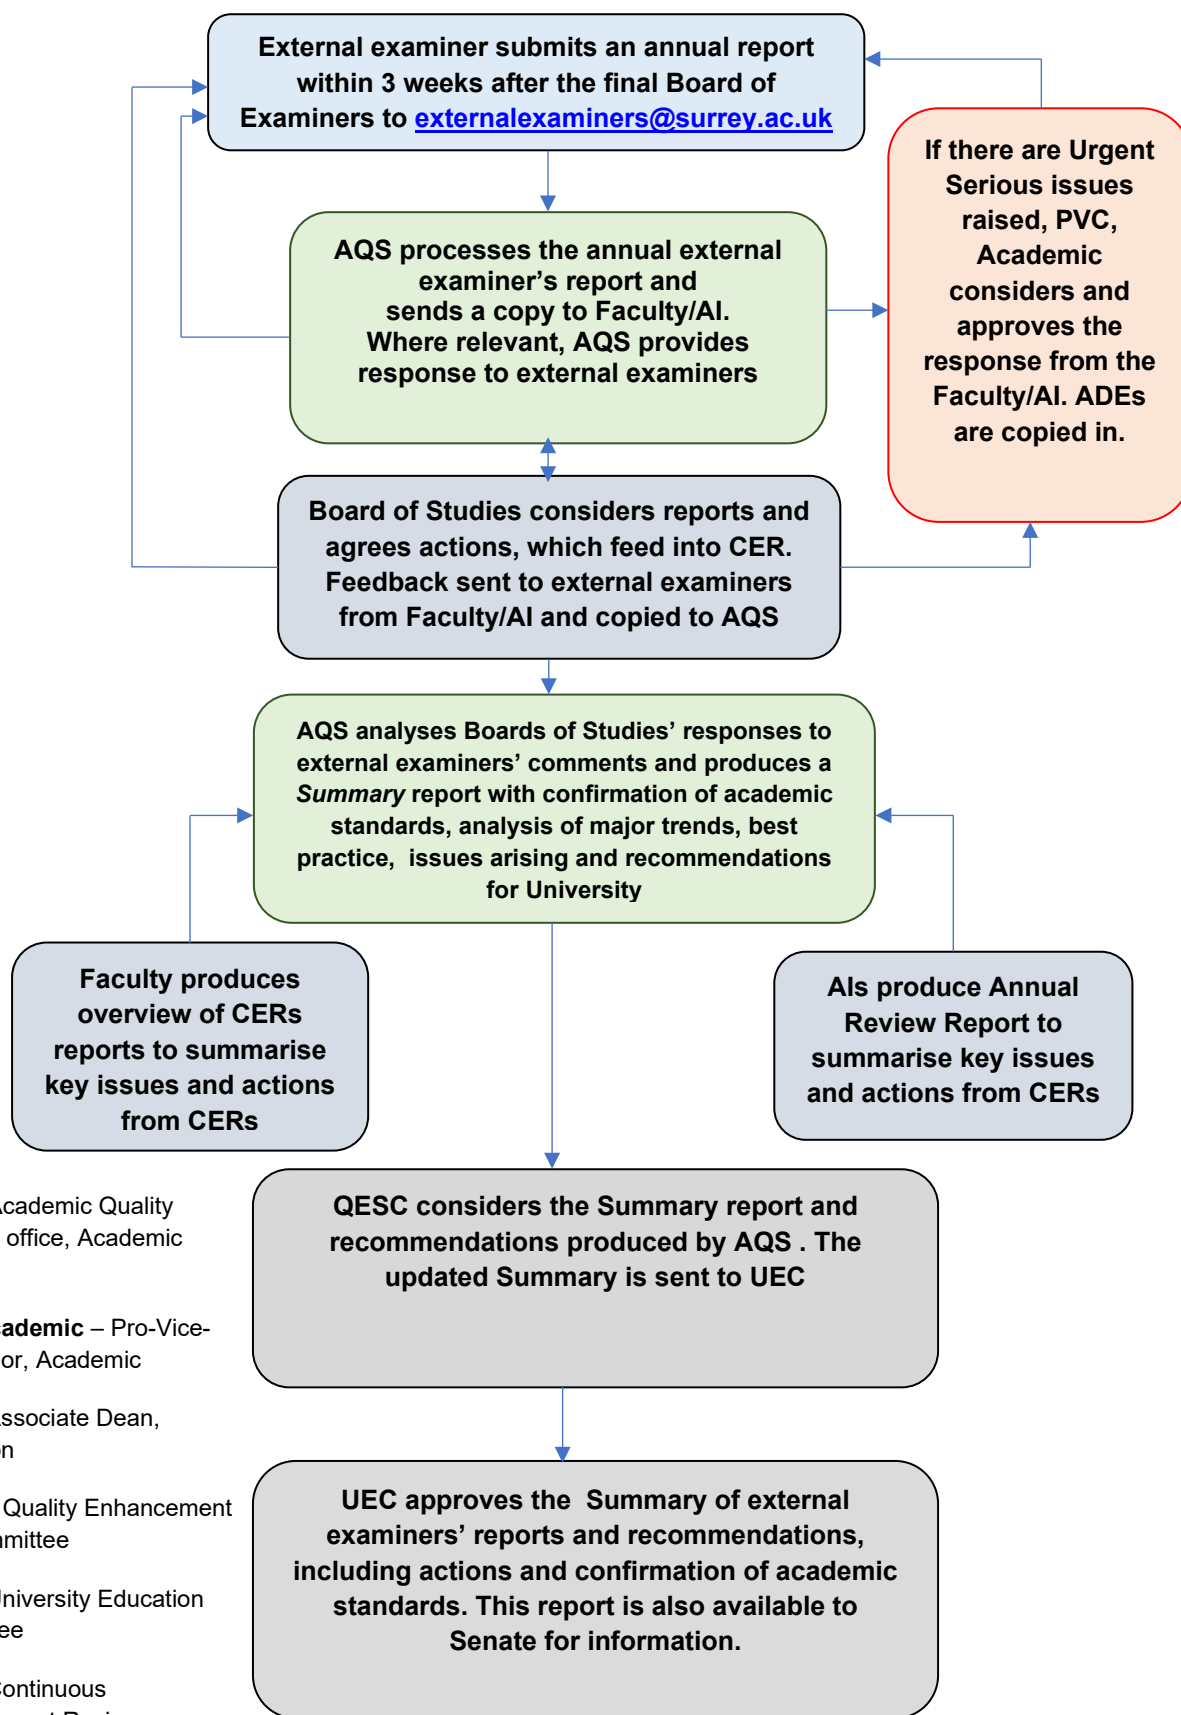 External examiner submits an annual report
within 3 weeks after the final Board of
Examiners to externalexaminers@surrey.ac.uk
If there are Urgent
Serious issues
raised, PVC,
Academic
considers and
approves the
response from the
Faculty/AI. ADEs
are copied in.
AQS processes the annual external
examiner’s report and
sends a copy to Faculty/AI.
Where relevant, AQS provides
response to external examiners
Board of Studies considers reports and
agrees actions, which feed into CER.
Feedback sent to external examiners
from Faculty/AI and copied to AQS
AQS analyses Boards of Studies’ responses to
external examiners’ comments and produces a
Summary report with confirmation of academic
standards, analysis of major trends, best
practice,  issues arising and recommendations
for University
Faculty produces
overview of CERs
reports to summarise
key issues and actions
from CERs
AIs produce Annual
Review Report to
summarise key issues
and actions from CERs
Academic Quality
office, Academic
ademic – Pro-Vice-
or, Academic
Associate Dean,
on
Quality Enhancement
mmittee
University Education
ee
Continuous
QESC considers the Summary report and
recommendations produced by AQS . The
updated Summary is sent to UEC
UEC approves the  Summary of external
examiners’ reports and recommendations,
including actions and confirmation of academic
standards. This report is also available to
Senate for information.